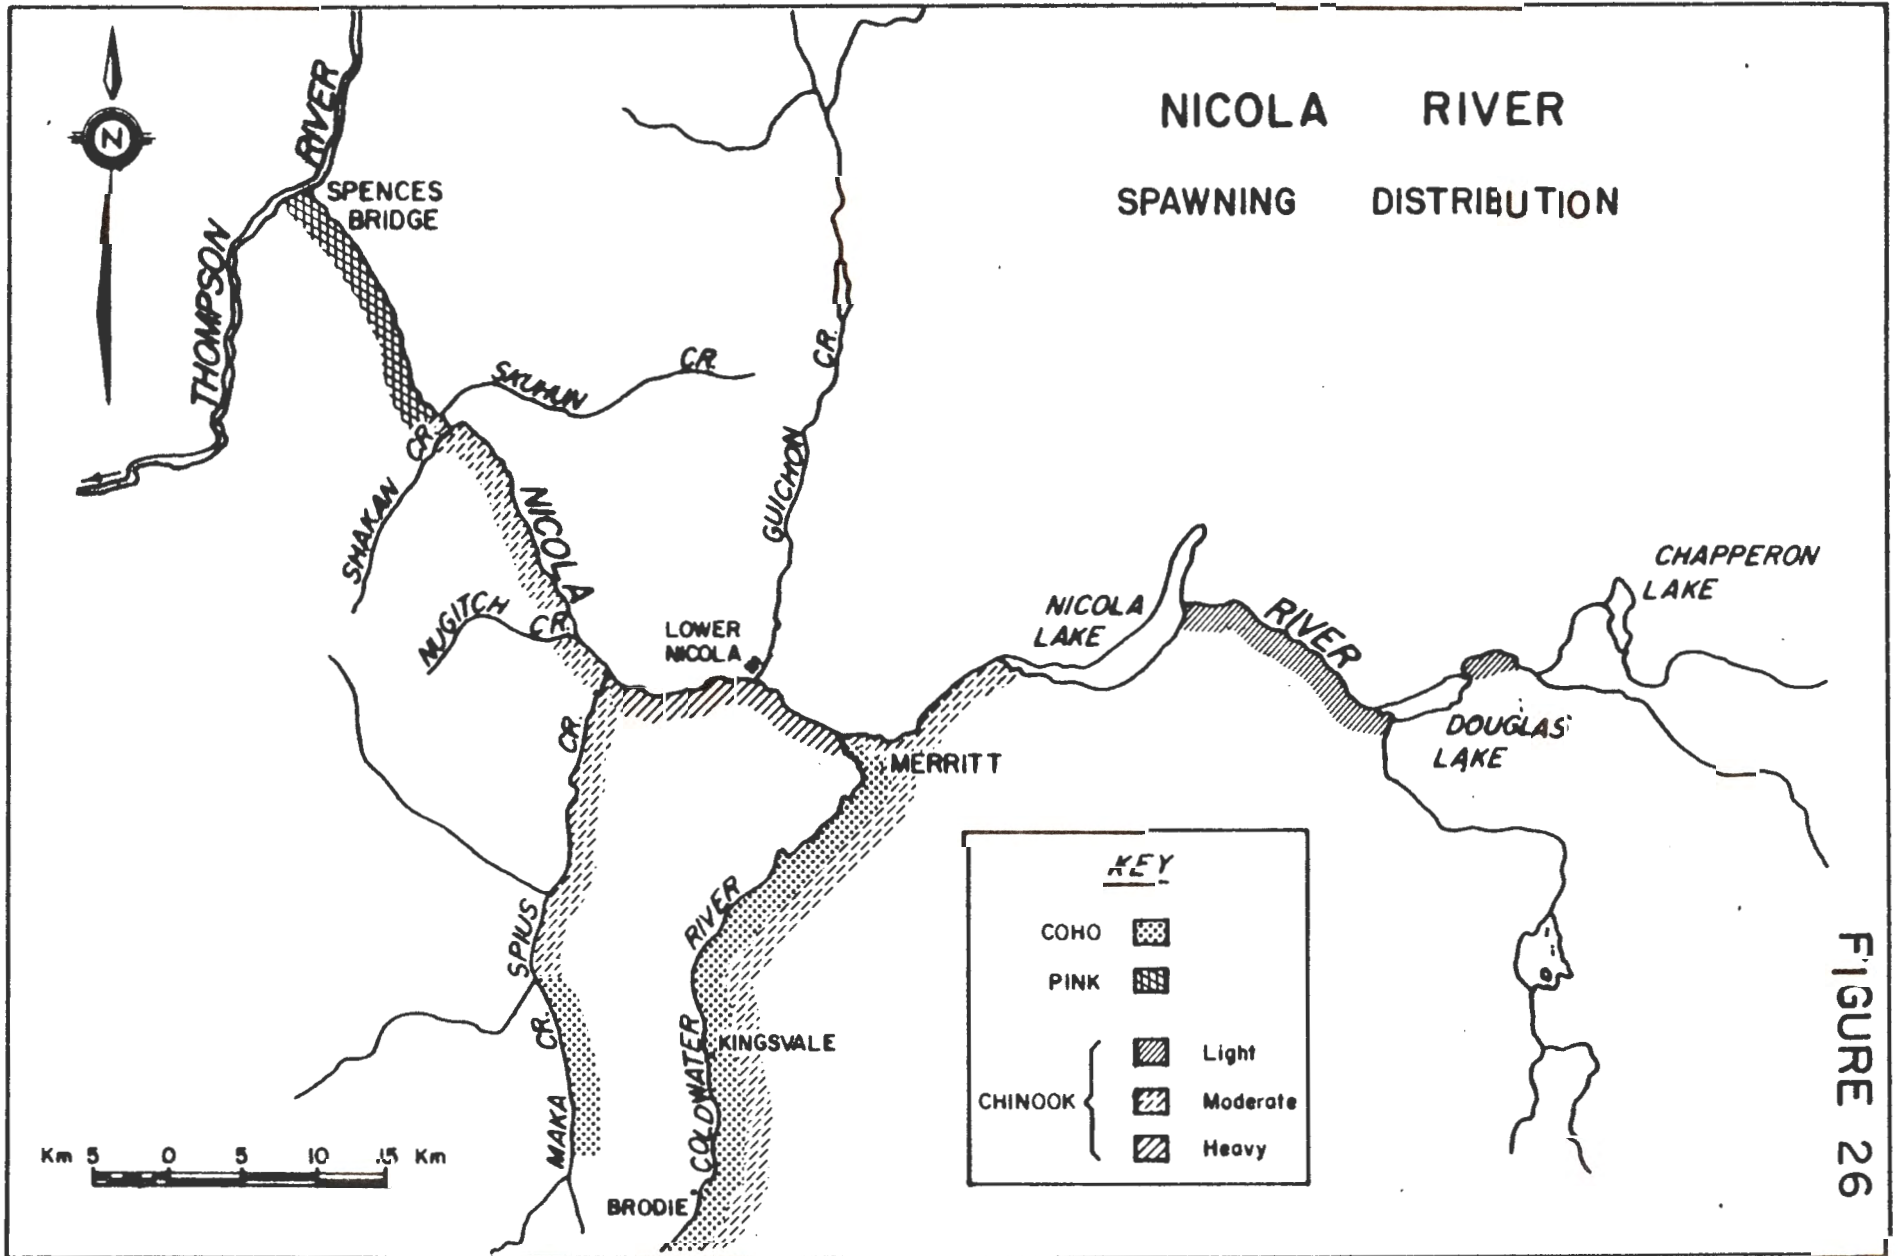 NICOLA RIVER
SPAWNING DISTRIBUTION
N
THOMPSON RIVER
SPENCES
BRIDGE
SKUHUN CR.
SHAKAN CR.
NUGITCH CR.
GUICHON CR.
LOWER
NICOLA
NICOLA RIVER
NICOLA
LAKE
CHAPPERON
LAKE
DOUGLAS
LAKE
MERRITT
SPIUS CR.
MAKA CR.
COLDWATER RIVER
KINGSVALE
BRODIE
KEY
COHO
PINK
CHINOOK
Light
Moderate
Heavy
Km 5 0 5 10 15 Km
FIGURE 26